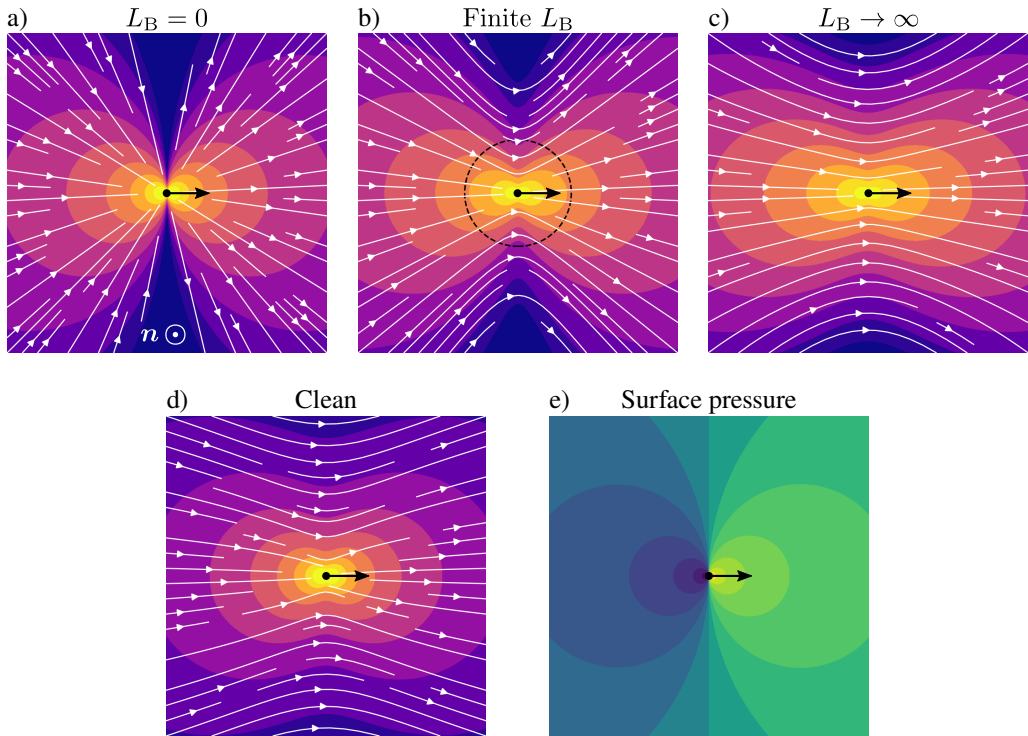 a) L_B = 0
b) Finite L_B
c) L_B → ∞
n ⊙
d) Clean
e) Surface pressure